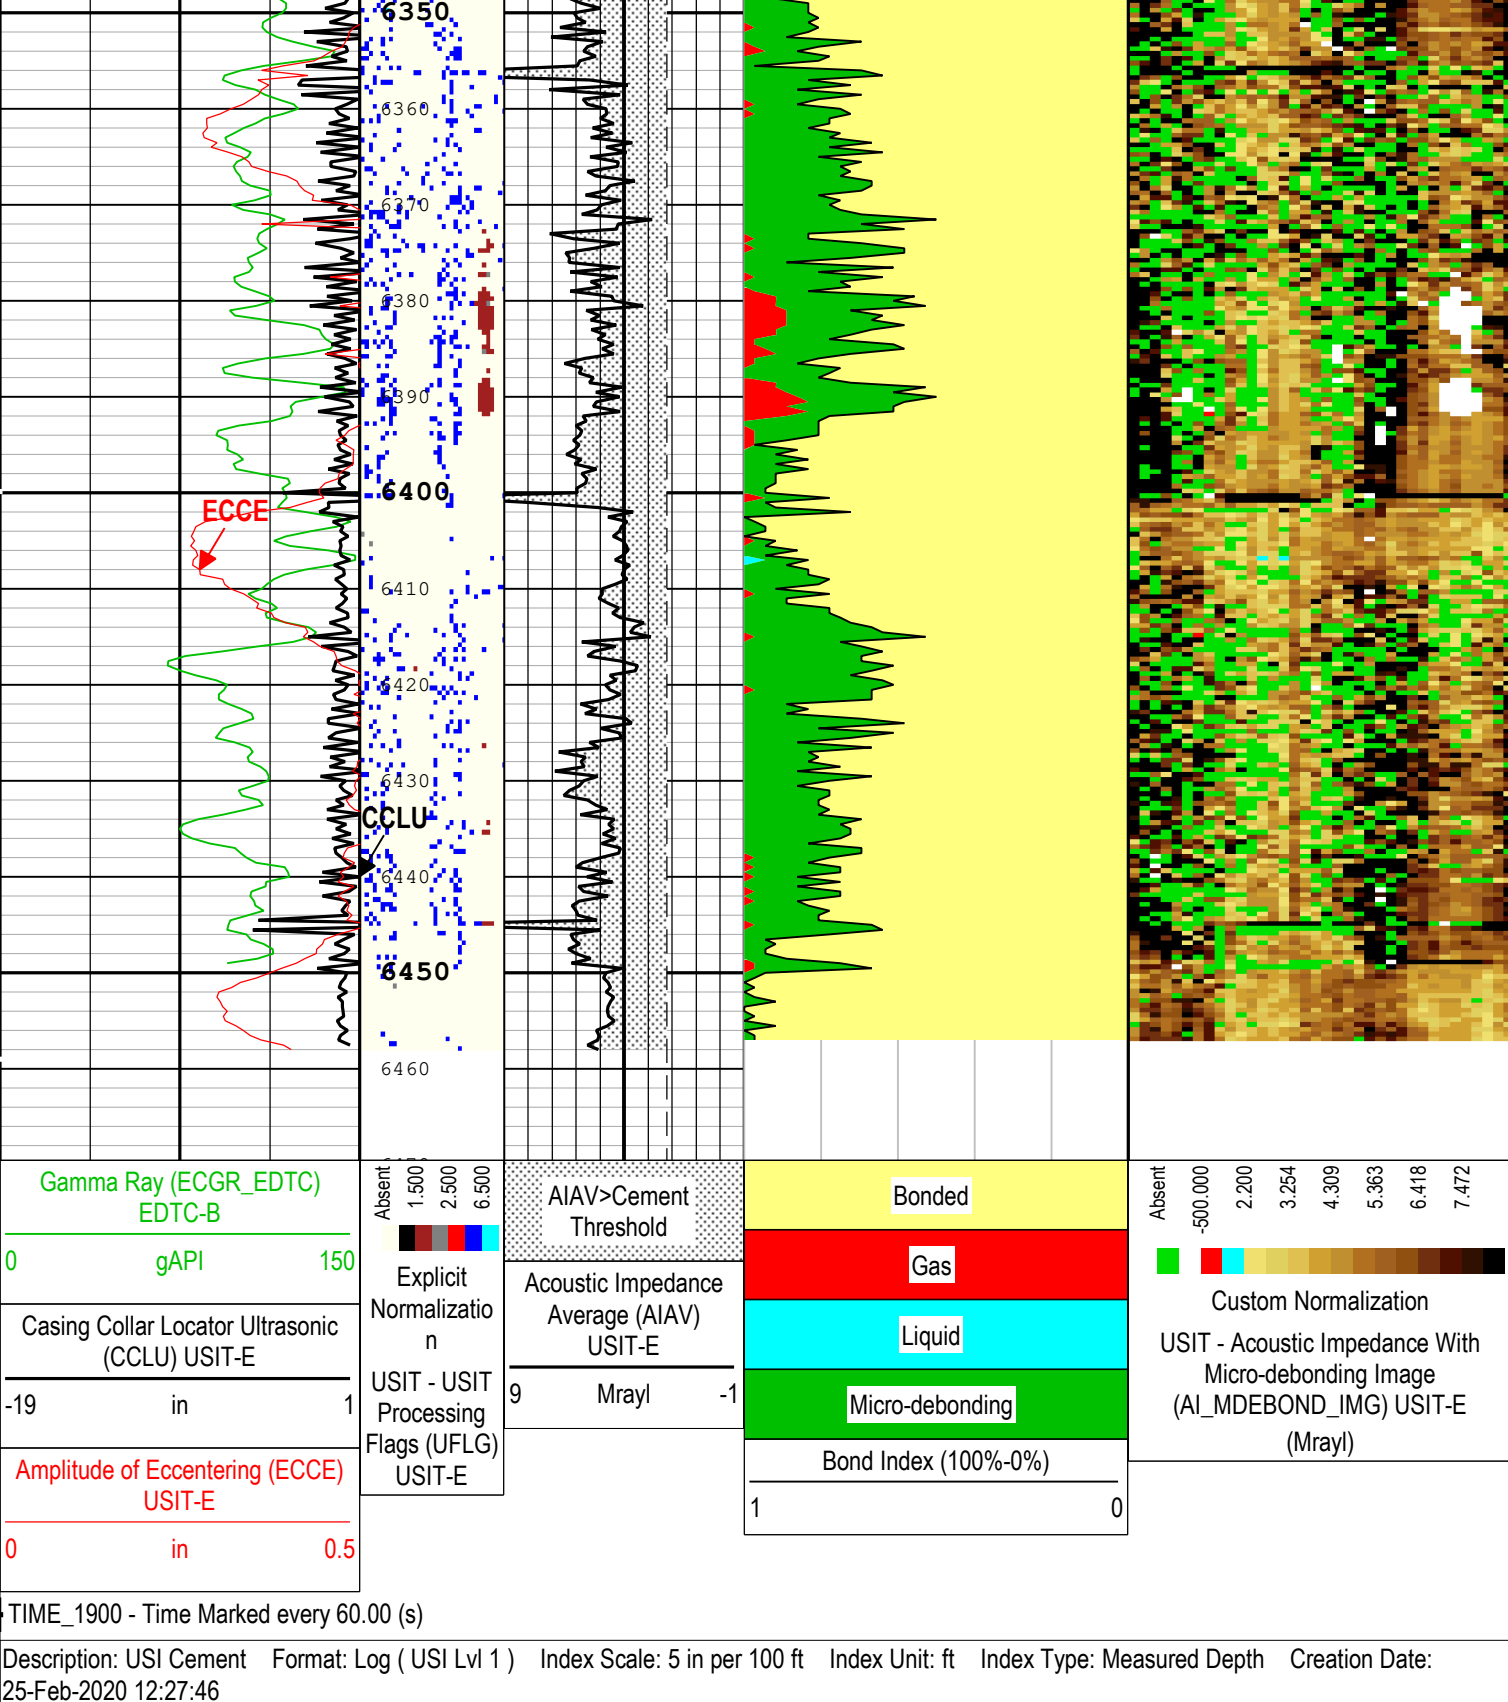 6350
6360
6370
6380
6390
6400
ECCE
6410
6420
6430
CCLU
6440
6450
6460
Gamma Ray (ECGR_EDTC)
EDTC-B
0 gAPI 150
Casing Collar Locator Ultrasonic
(CCLU) USIT-E
-19 in 1
Amplitude of Eccentering (ECCE)
USIT-E
0 in 0.5
Absent
1.500
2.500
6.500
Explicit
Normalizatio
n
USIT - USIT
Processing
Flags (UFLG)
USIT-E
AIAV>Cement
Threshold
Acoustic Impedance
Average (AIAV)
USIT-E
9 Mrayl -1
Bonded
Gas
Liquid
Micro-debonding
Bond Index (100%-0%)
1 0
Absent
-500.000
2.200
3.254
4.309
5.363
6.418
7.472
Custom Normalization
USIT - Acoustic Impedance With
Micro-debonding Image
(AI_MDEBOND_IMG) USIT-E
(Mrayl)
TIME_1900 - Time Marked every 60.00 (s)
Description: USI Cement Format: Log ( USI Lvl 1 ) Index Scale: 5 in per 100 ft Index Unit: ft Index Type: Measured Depth Creation Date:
25-Feb-2020 12:27:46